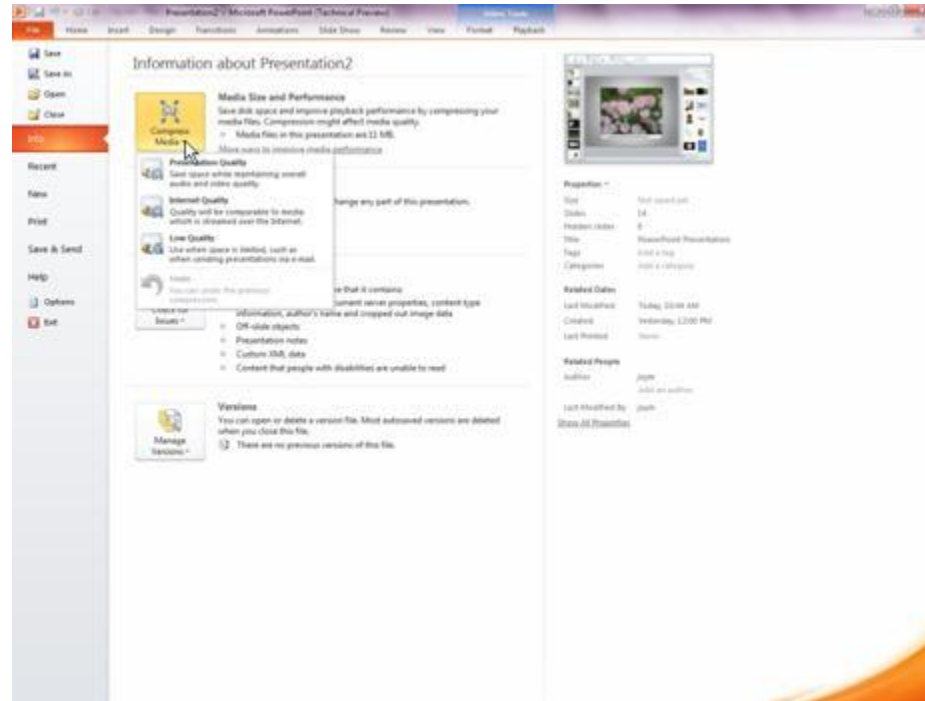 Presentation2 - Microsoft PowerPoint (Technical Preview)
Video Tools
File Home Insert Design Transitions Animations Slide Show Review View Format Playback
Save
Save As
Open
Close
Info
Recent
New
Print
Save & Send
Help
Options
Exit
Information about Presentation2
Compress
Media
Media Size and Performance
Save disk space and improve playback performance by compressing your
media files. Compression might affect media quality.
Media files in this presentation are 11 MB.
More ways to improve media performance
Presentation Quality
Save space while maintaining overall
audio and video quality.
Internet Quality
Quality will be comparable to media
which is streamed over the Internet.
Low Quality
Use when space is limited, such as
when sending presentations via e-mail.
Undo
You can undo the previous
compression.
hange any part of this presentation.
Check for
Issues
e that it contains:
cument server properties, content type
information, author's name and cropped out image data
Off-slide objects
Presentation notes
Custom XML data
Content that people with disabilities are unable to read
Manage
Versions
Versions
You can open or delete a version file. Most autosaved versions are deleted
when you close this file.
There are no previous versions of this file.
Properties
Size Not saved yet
Slides 14
Hidden slides
Title PowerPoint Presentation
Tags Add a tag
Categories Add a category
Related Dates
Last Modified Today, AM
Created Yesterday, 12:00 PM
Last Printed Never
Related People
Author
Add an author
Last Modified By
Show All Properties